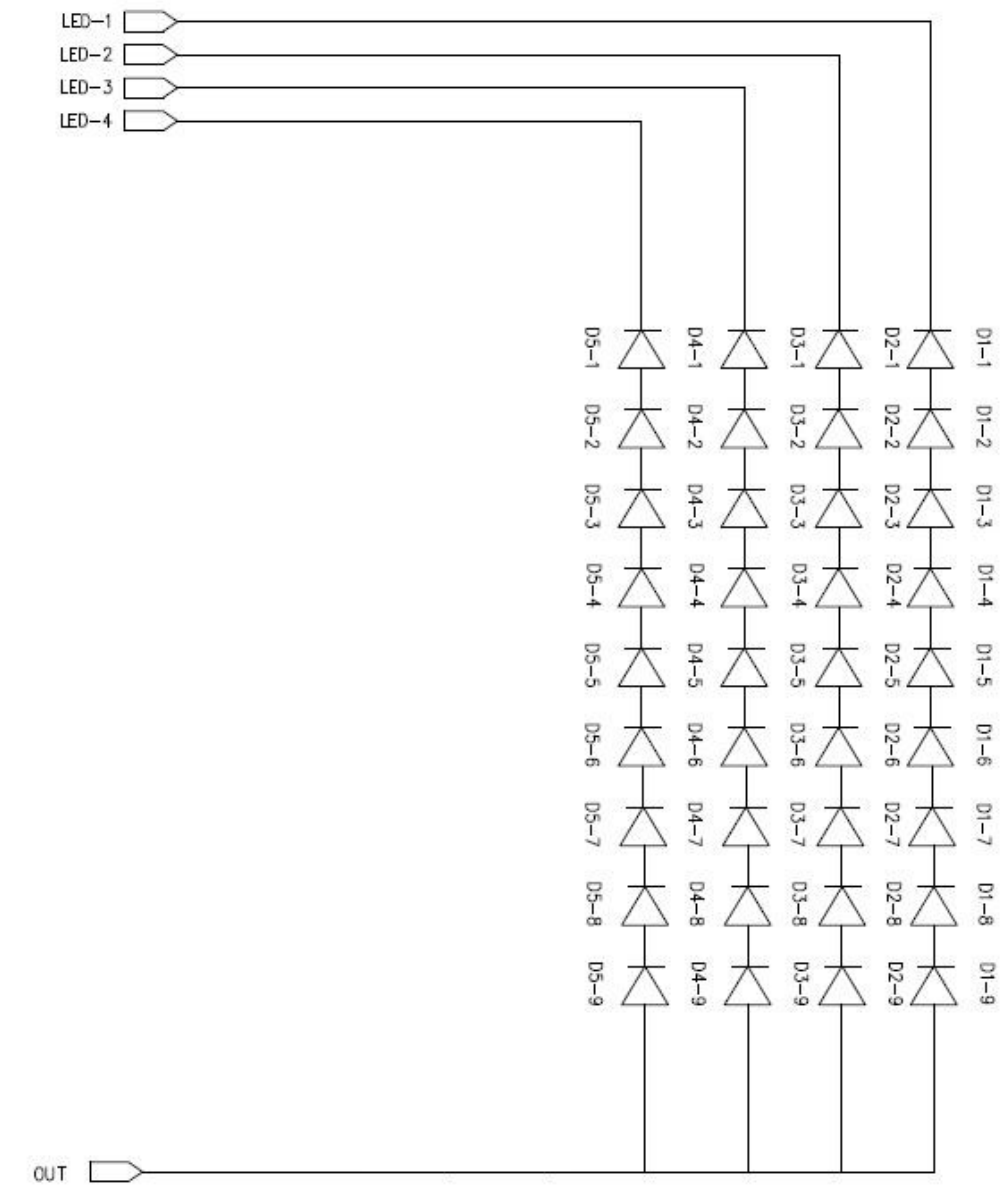 LED-1
LED-2
LED-3
LED-4
D5-1 D4-1 D3-1 D2-1 D1-1
D5-2 D4-2 D3-2 D2-2 D1-2
D5-3 D4-3 D3-3 D2-3 D1-3
D5-4 D4-4 D3-4 D2-4 D1-4
D5-5 D4-5 D3-5 D2-5 D1-5
D5-6 D4-6 D3-6 D2-6 D1-6
D5-7 D4-7 D3-7 D2-7 D1-7
D5-8 D4-8 D3-8 D2-8 D1-8
D5-9 D4-9 D3-9 D2-9 D1-9
OUT